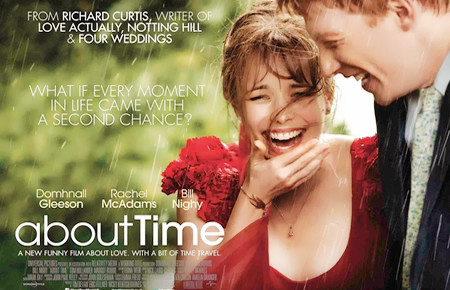 FROM RICHARD CURTIS, WRITER OF
LOVE ACTUALLY, NOTTING HILL
& FOUR WEDDINGS
WHAT IF EVERY MOMENT
IN LIFE CAME WITH
A SECOND CHANCE?
Domhnall Rachel Bill
Gleeson McAdams Nighy
aboutTime
A NEW FUNNY FILM ABOUT LOVE. WITH A BIT OF TIME TRAVEL.